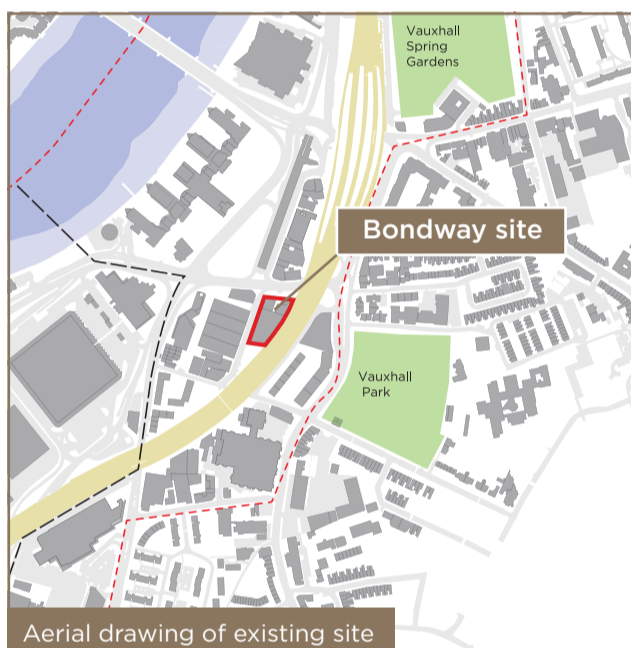 Vauxhall
Spring
Gardens
Bondway site
Vauxhall
Park
Aerial drawing of existing site